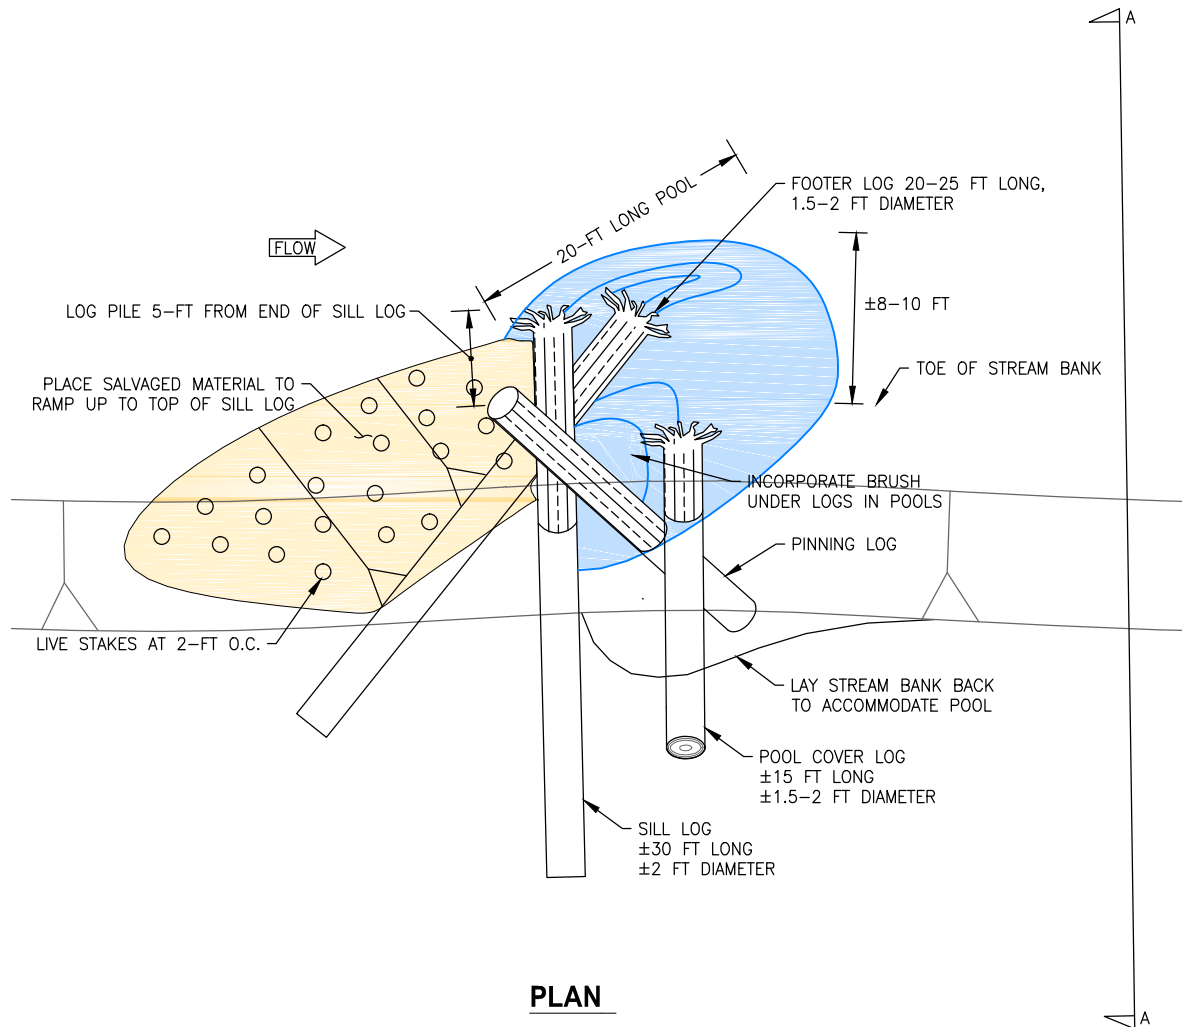 A
FOOTER LOG 20-25 FT LONG,
1.5-2 FT DIAMETER
20-FT LONG POOL
FLOW
LOG PILE 5-FT FROM END OF SILL LOG
±8-10 FT
TOE OF STREAM BANK
PLACE SALVAGED MATERIAL TO
RAMP UP TO TOP OF SILL LOG
INCORPORATE BRUSH
UNDER LOGS IN POOLS
PINNING LOG
LIVE STAKES AT 2-FT O.C.
LAY STREAM BANK BACK
TO ACCOMMODATE POOL
POOL COVER LOG
±15 FT LONG
±1.5-2 FT DIAMETER
SILL LOG
±30 FT LONG
±2 FT DIAMETER
PLAN
A